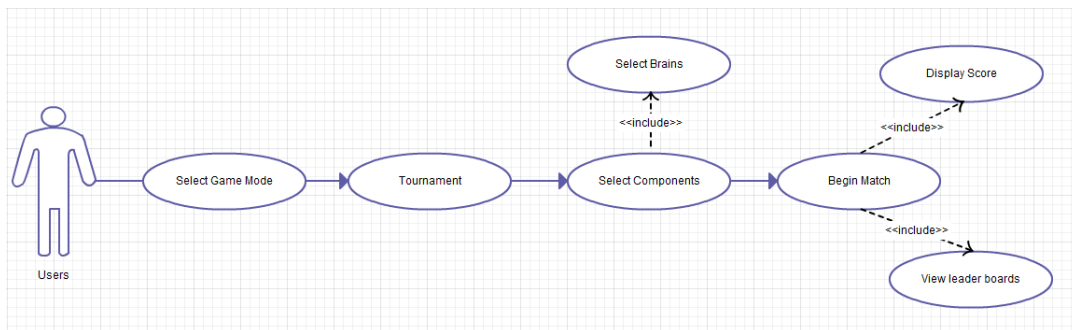 Select Brains
Display Score
<<include>>
<<include>>
Select Game Mode
Tournament
Select Components
Begin Match
<<include>>
Users
View leader boards